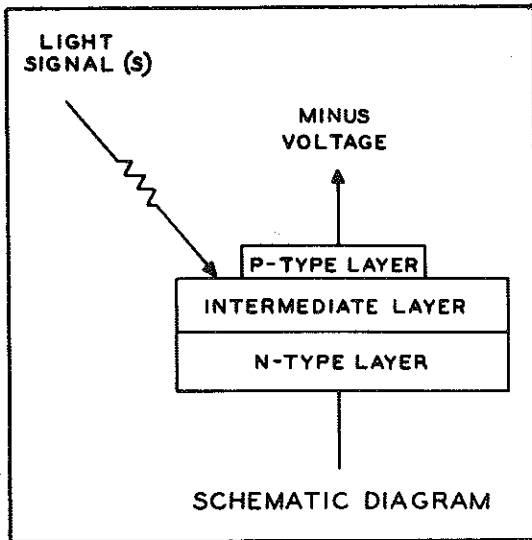 LIGHT
SIGNAL (S)
MINUS
VOLTAGE
P-TYPE LAYER
INTERMEDIATE LAYER
N-TYPE LAYER
SCHEMATIC DIAGRAM